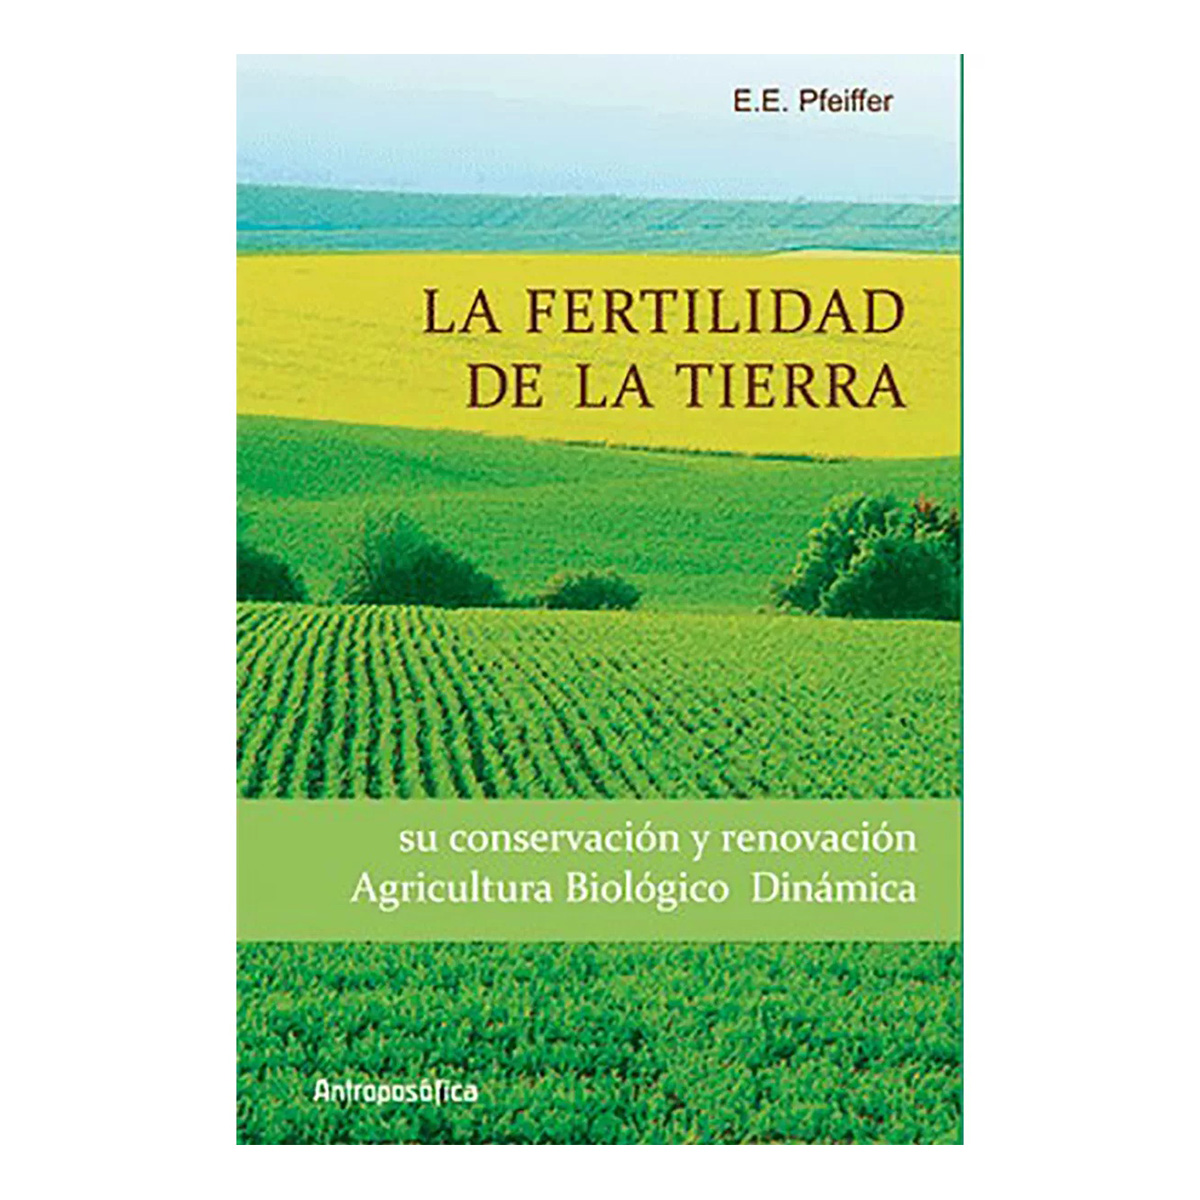 E.E. Pfeiffer
LA FERTILIDAD
DE LA TIERRA
su conservación y renovación
Agricultura Biológico Dinámica
Antroposófica